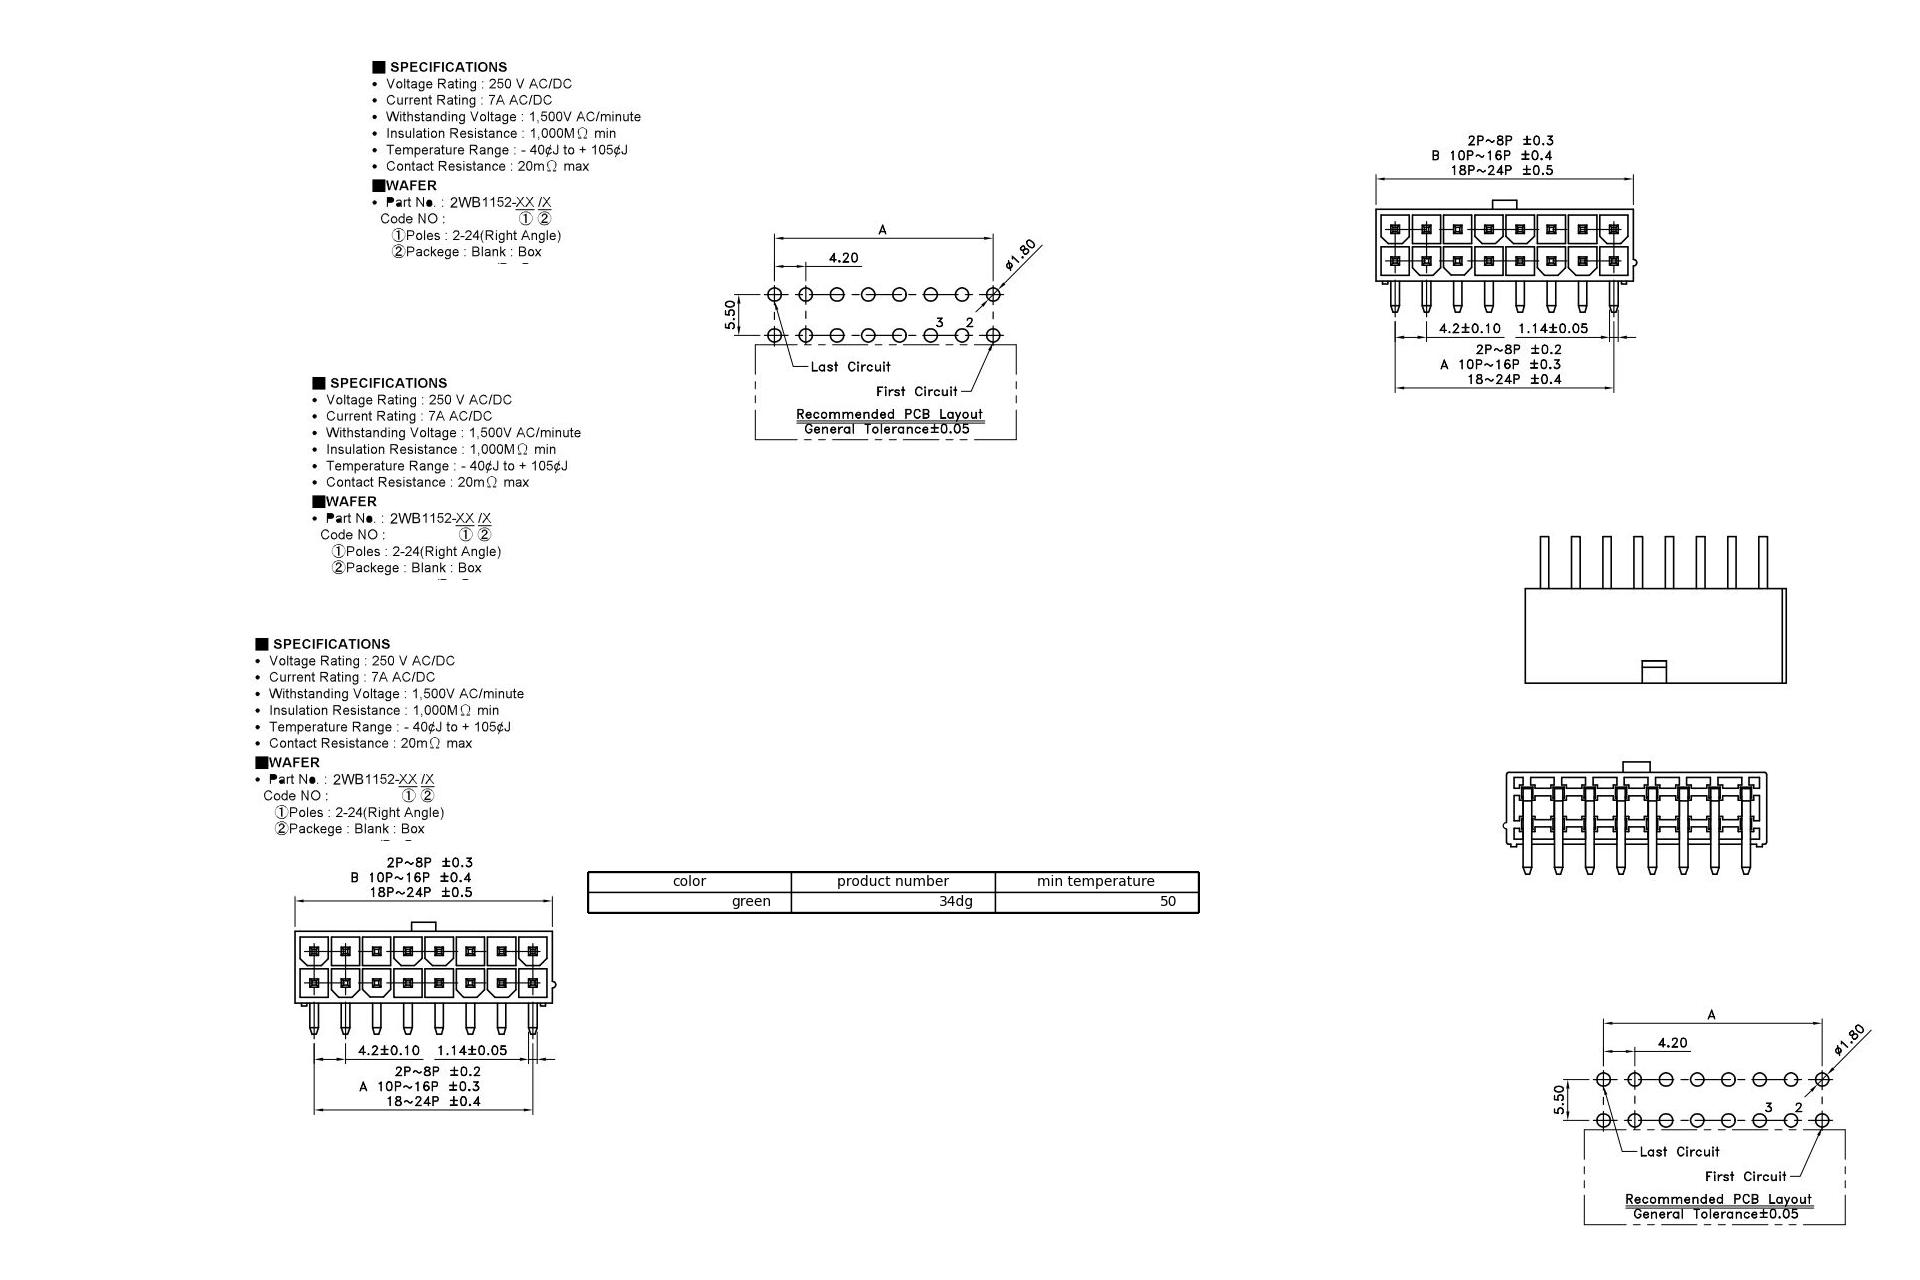 ■ SPECIFICATIONS
• Voltage Rating : 250 V AC/DC
• Current Rating : 7A AC/DC
• Withstanding Voltage : 1,500V AC/minute
• Insulation Resistance : 1,000MΩ min
• Temperature Range : - 40¢J to + 105¢J
• Contact Resistance : 20mΩ max
■WAFER
• Part No. : 2WB1152-XX /X
Code NO : ① ②
①Poles : 2-24(Right Angle)
②Packege : Blank : Box
A
4.20
ø1.80
5.50
3 2
Last Circuit
First Circuit
Recommended PCB Layout
General Tolerance±0.05
2P~8P ±0.3
B 10P~16P ±0.4
18P~24P ±0.5
4.2±0.10 1.14±0.05
2P~8P ±0.2
A 10P~16P ±0.3
18~24P ±0.4
■ SPECIFICATIONS
• Voltage Rating : 250 V AC/DC
• Current Rating : 7A AC/DC
• Withstanding Voltage : 1,500V AC/minute
• Insulation Resistance : 1,000MΩ min
• Temperature Range : - 40¢J to + 105¢J
• Contact Resistance : 20mΩ max
■WAFER
• Part No. : 2WB1152-XX /X
Code NO : ① ②
①Poles : 2-24(Right Angle)
②Packege : Blank : Box
■ SPECIFICATIONS
• Voltage Rating : 250 V AC/DC
• Current Rating : 7A AC/DC
• Withstanding Voltage : 1,500V AC/minute
• Insulation Resistance : 1,000MΩ min
• Temperature Range : - 40¢J to + 105¢J
• Contact Resistance : 20mΩ max
■WAFER
• Part No. : 2WB1152-XX /X
Code NO : ① ②
①Poles : 2-24(Right Angle)
②Packege : Blank : Box
2P~8P ±0.3
B 10P~16P ±0.4
18P~24P ±0.5
4.2±0.10 1.14±0.05
2P~8P ±0.2
A 10P~16P ±0.3
18~24P ±0.4
color product number min temperature
green 34dg 50
A
4.20
ø1.80
5.50
3 2
Last Circuit
First Circuit
Recommended PCB Layout
General Tolerance±0.05